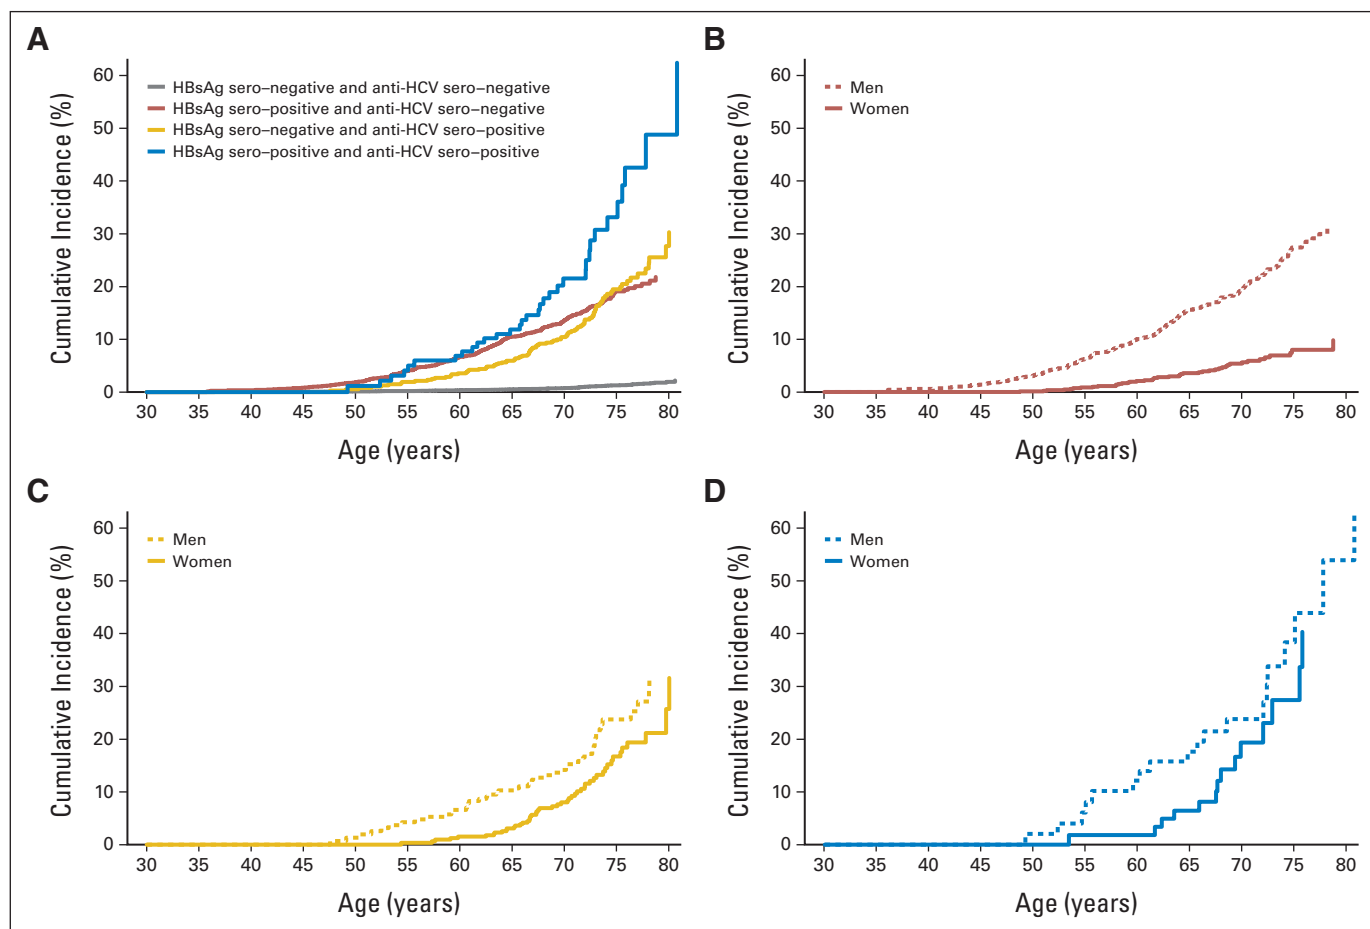 A
Cumulative Incidence (%)
60
50
40
30
20
10
0
HBsAg sero–negative and anti-HCV sero–negative
HBsAg sero–positive and anti-HCV sero–negative
HBsAg sero–negative and anti-HCV sero–positive
HBsAg sero–positive and anti-HCV sero–positive
30 35 40 45 50 55 60 65 70 75 80
Age (years)
B
Cumulative Incidence (%)
60
50
40
30
20
10
0
Men
Women
30 35 40 45 50 55 60 65 70 75 80
Age (years)
C
Cumulative Incidence (%)
60
50
40
30
20
10
0
Men
Women
30 35 40 45 50 55 60 65 70 75 80
Age (years)
D
Cumulative Incidence (%)
60
50
40
30
20
10
0
Men
Women
30 35 40 45 50 55 60 65 70 75 80
Age (years)